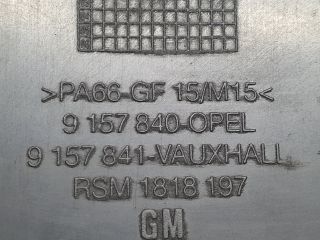 >PA66-GF 15/M15<
9 157 840-OPEL
9 157 841-VAUXHALL
RSM 1818 197
GM